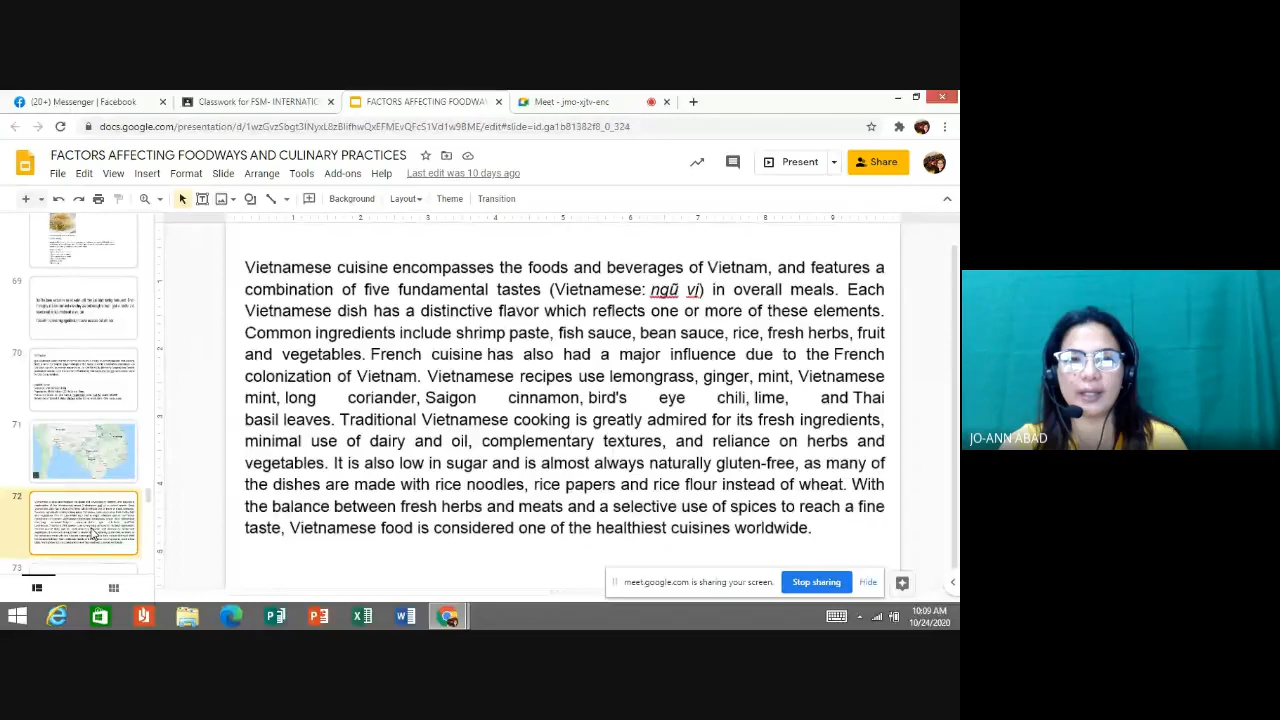 (20+) Messenger | Facebook
Classwork for FSM- INTERNATIC
FACTORS AFFECTING FOODWA
Meet - jmo-xjtv-enc
docs.google.com/presentation/d/1wzGvzSbgt3INyxL8zBlifhwQxEFMEvQFcS1Vd1w9BME/edit#slide=id.ga1b81382f8_0_324
FACTORS AFFECTING FOODWAYS AND CULINARY PRACTICES
Present
Share
File Edit View Insert Format Slide Arrange Tools Add-ons Help Last edit was 10 days ago
Background Layout Theme Transition
1 2 3 4 5 6 7 8 9
69
70
71
72
73
Vietnamese cuisine encompasses the foods and beverages of Vietnam, and features a
combination of five fundamental tastes (Vietnamese: ngũ vị) in overall meals. Each
Vietnamese dish has a distinctive flavor which reflects one or more of these elements.
Common ingredients include shrimp paste, fish sauce, bean sauce, rice, fresh herbs, fruit
and vegetables. French cuisine has also had a major influence due to the French
colonization of Vietnam. Vietnamese recipes use lemongrass, ginger, mint, Vietnamese
mint, long coriander, Saigon cinnamon, bird's eye chili, lime, and Thai
basil leaves. Traditional Vietnamese cooking is greatly admired for its fresh ingredients,
minimal use of dairy and oil, complementary textures, and reliance on herbs and
vegetables. It is also low in sugar and is almost always naturally gluten-free, as many of
the dishes are made with rice noodles, rice papers and rice flour instead of wheat. With
the balance between fresh herbs and meats and a selective use of spices to reach a fine
taste, Vietnamese food is considered one of the healthiest cuisines worldwide.
meet.google.com is sharing your screen.
Stop sharing
Hide
10:09 AM
10/24/2020
JO-ANN ABAD